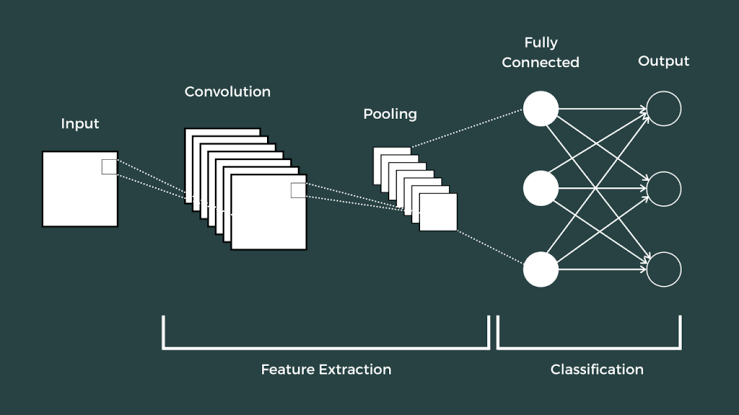 Input
Convolution
Pooling
Fully
Connected
Output
Feature Extraction
Classification